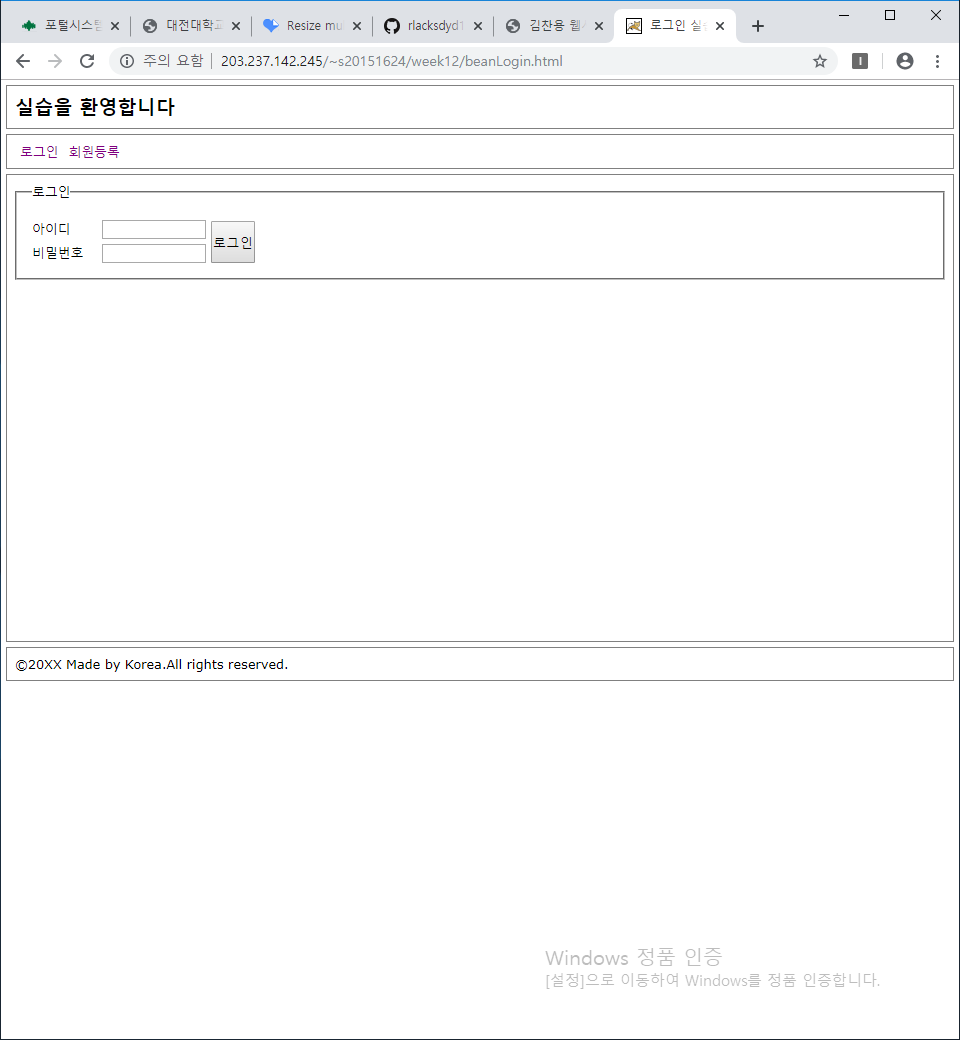 포털시스템
대전대학교
Resize mu
rlacksdyd1
김찬용 웹
로그인 실습
주의 요함
203.237.142.245/~s20151624/week12/beanLogin.html
실습을 환영합니다
로그인 회원등록
로그인
아이디
비밀번호
로그인
©20XX Made by Korea.All rights reserved.
Windows 정품 인증
[설정]으로 이동하여 Windows를 정품 인증합니다.